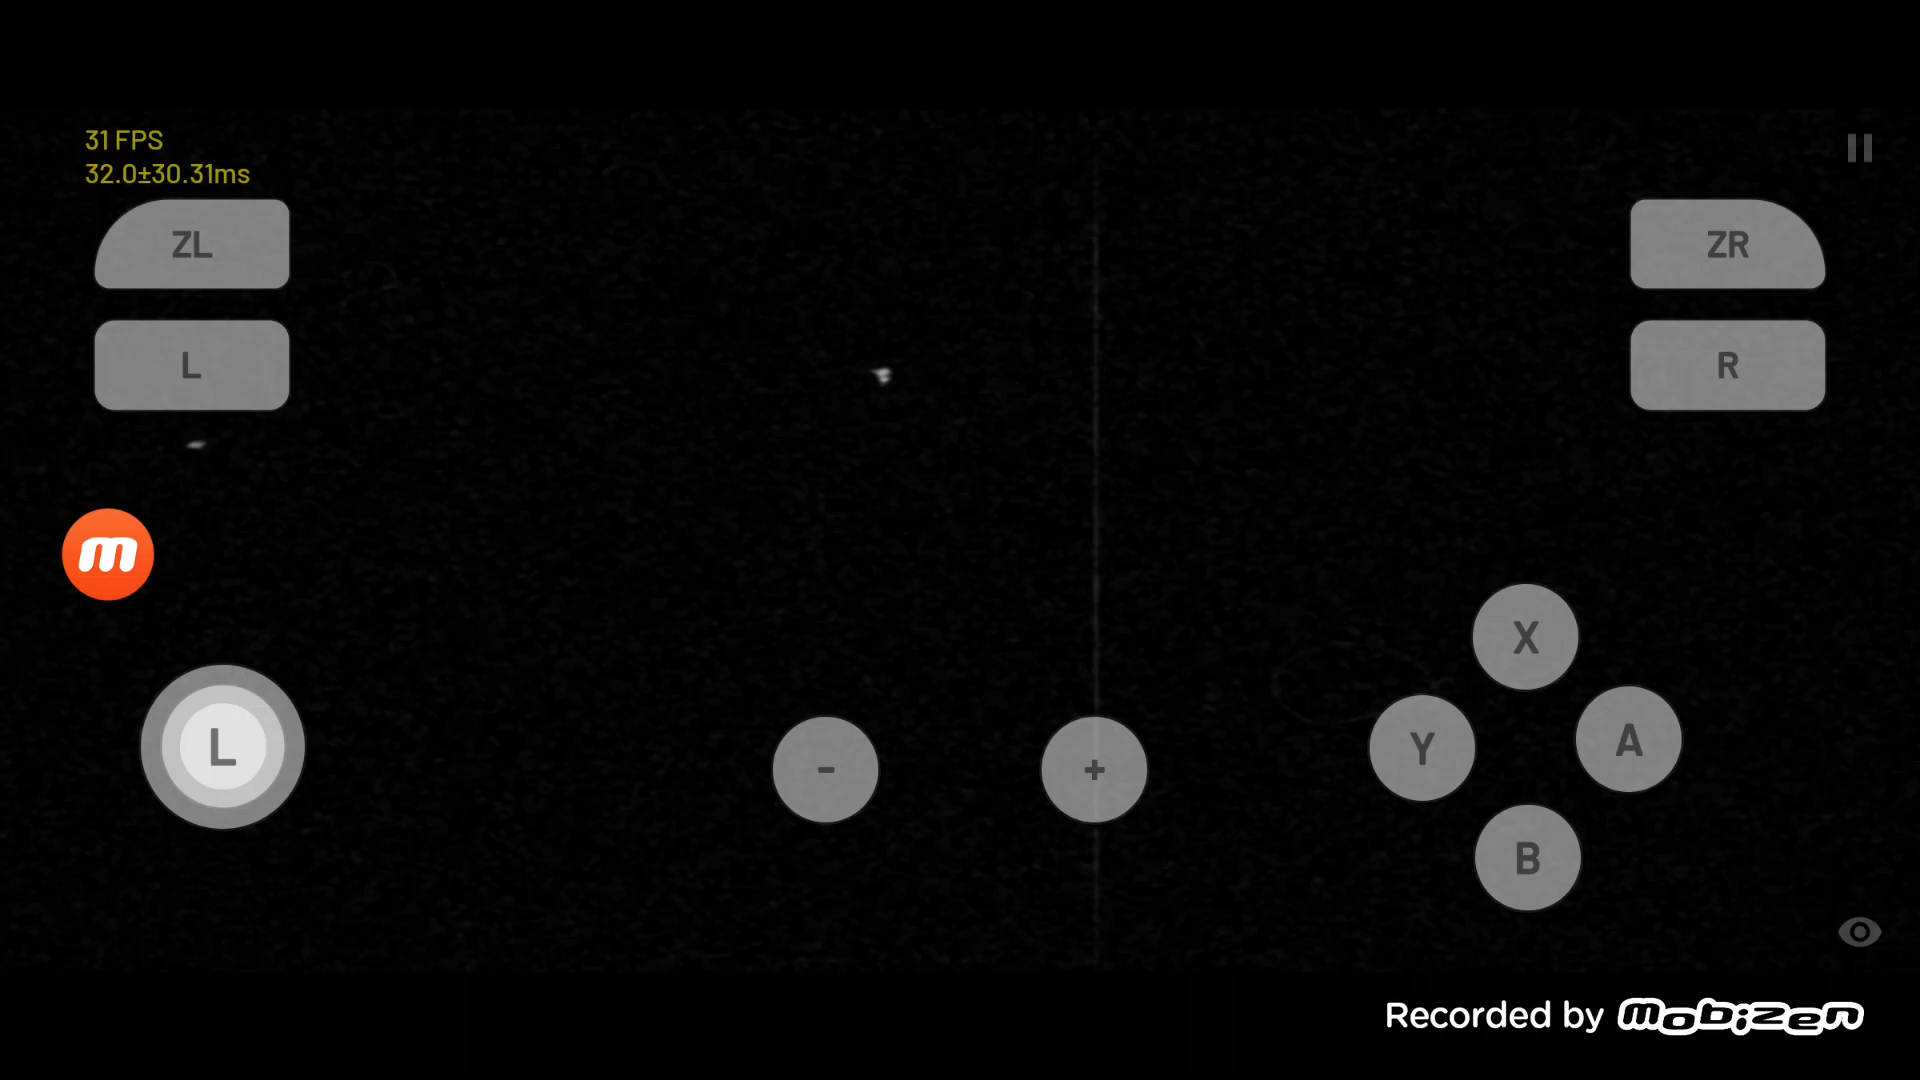 31 FPS
32.0±30.31ms
ZL
ZR
L
R
m
X
L
Y
A
-
+
B
Recorded by mobizen